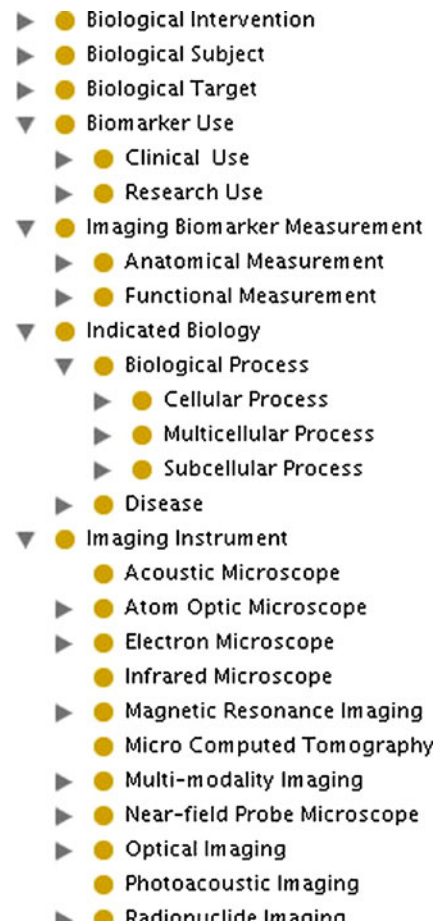 Biological Intervention
Biological Subject
Biological Target
Biomarker Use
Clinical Use
Research Use
Imaging Biomarker Measurement
Anatomical Measurement
Functional Measurement
Indicated Biology
Biological Process
Cellular Process
Multicellular Process
Subcellular Process
Disease
Imaging Instrument
Acoustic Microscope
Atom Optic Microscope
Electron Microscope
Infrared Microscope
Magnetic Resonance Imaging
Micro Computed Tomography
Multi-modality Imaging
Near-field Probe Microscope
Optical Imaging
Photoacoustic Imaging
Radionuclide Imaging